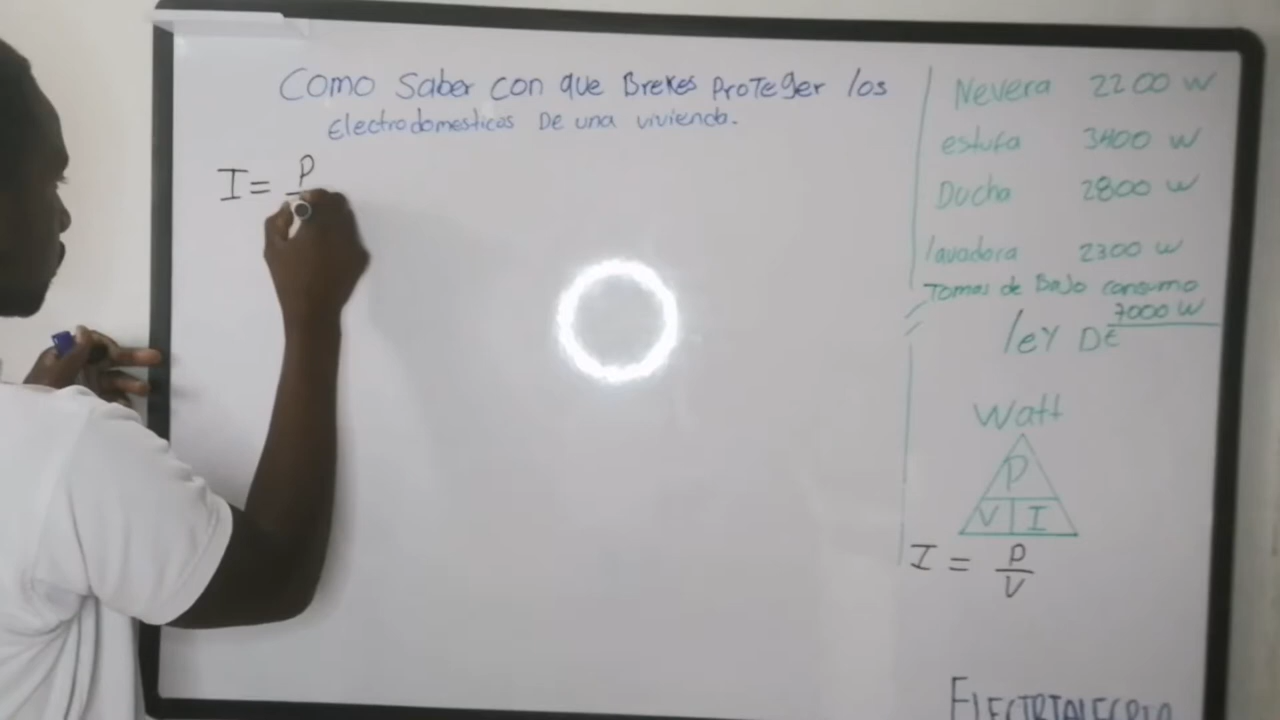 Como Saber con que Brekes Proteger los
Electrodomesticos De una vivienda.
I = P
Nevera 2200 W
estufa 3400 W
Ducha 2800 W
lavadora 2300 W
Tomas de Bajo consumo
7000 W
ley De
Watt
P
V I
I = P
V